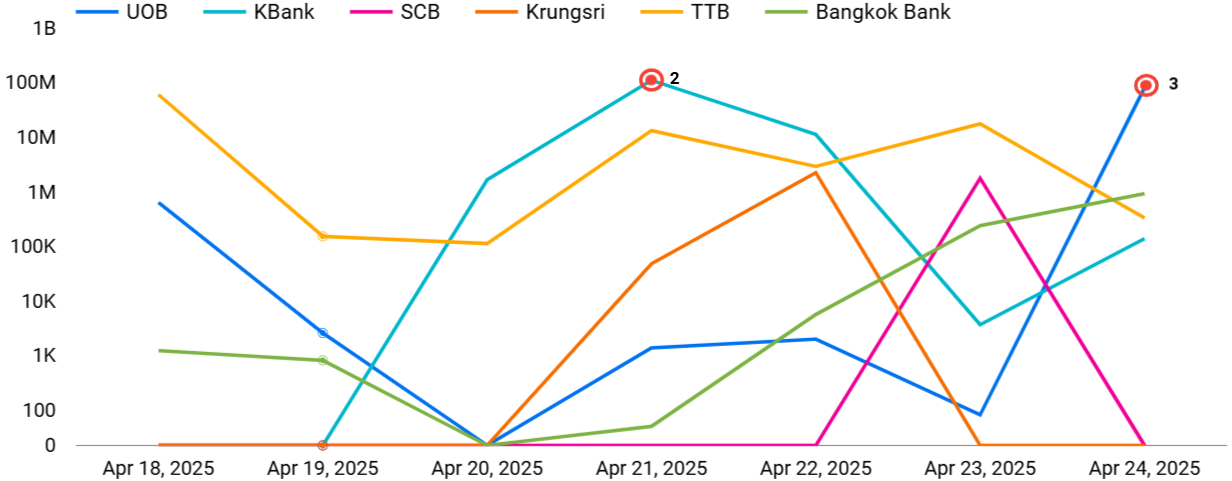 UOB KBank SCB Krungsri TTB Bangkok Bank
1B
100M
10M
1M
100K
10K
1K
100
0
2
3
Apr 18, 2025 Apr 19, 2025 Apr 20, 2025 Apr 21, 2025 Apr 22, 2025 Apr 23, 2025 Apr 24, 2025